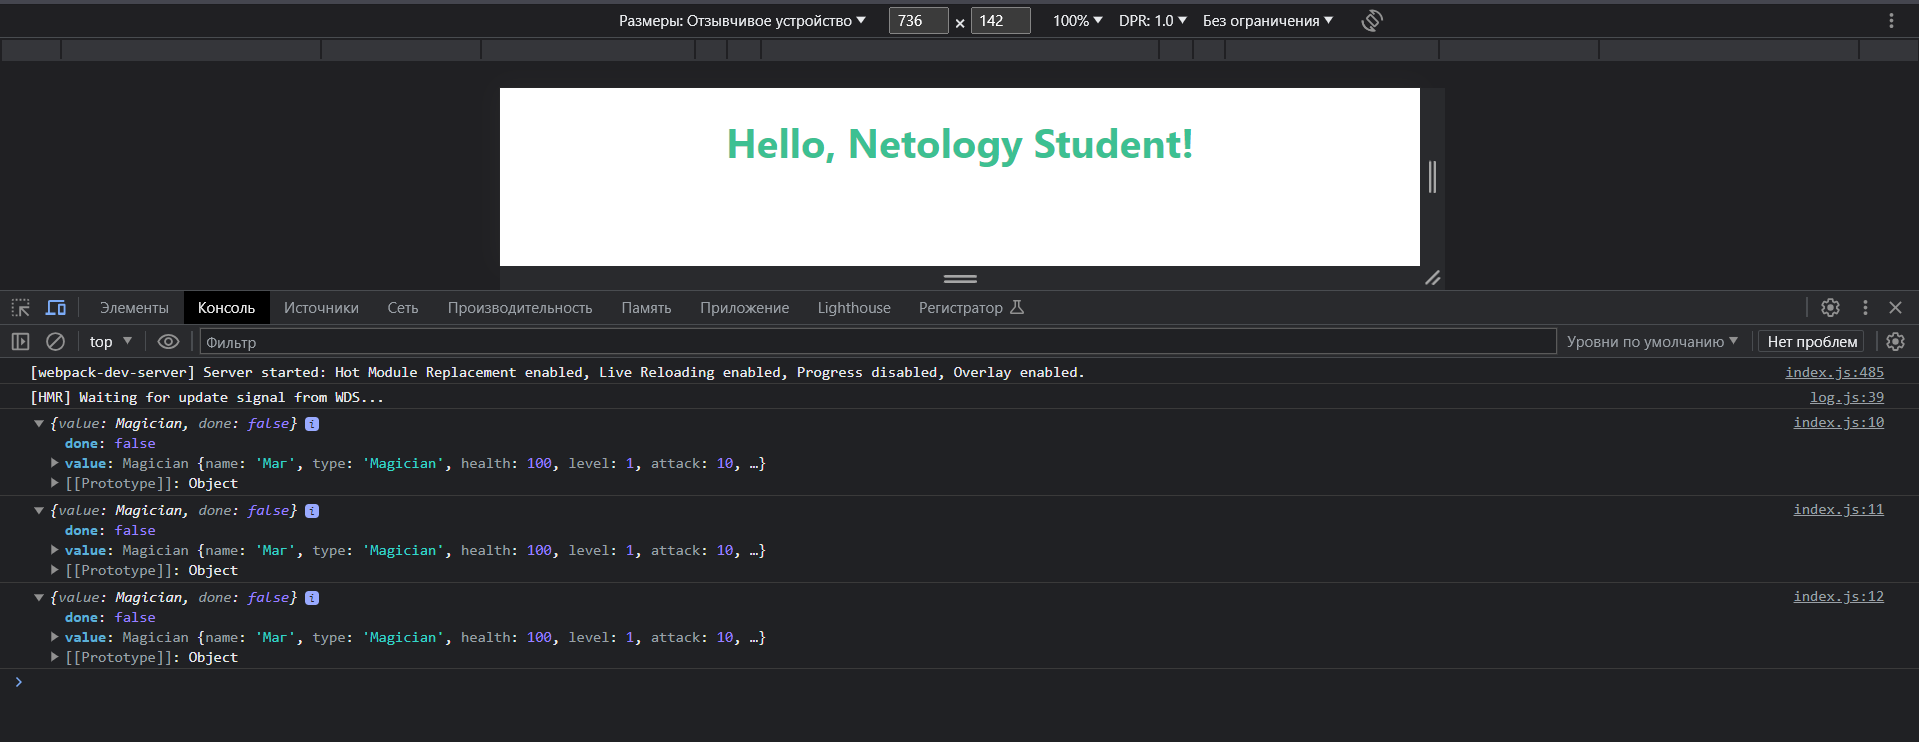 Размеры: Отзывчивое устройство 736 × 142 100% DPR: 1.0 Без ограничения
Hello, Netology Student!
Элементы Консоль Источники Сеть Производительность Память Приложение Lighthouse Регистратор
top Фильтр Уровни по умолчанию Нет проблем
[webpack-dev-server] Server started: Hot Module Replacement enabled, Live Reloading enabled, Progress disabled, Overlay enabled. index.js:485
[HMR] Waiting for update signal from WDS... log.js:39
{value: Magician, done: false} i index.js:10
done: false
value: Magician {name: 'Mar', type: 'Magician', health: 100, level: 1, attack: 10, …}
[[Prototype]]: Object
{value: Magician, done: false} i index.js:11
done: false
value: Magician {name: 'Mar', type: 'Magician', health: 100, level: 1, attack: 10, …}
[[Prototype]]: Object
{value: Magician, done: false} i index.js:12
done: false
value: Magician {name: 'Mar', type: 'Magician', health: 100, level: 1, attack: 10, …}
[[Prototype]]: Object